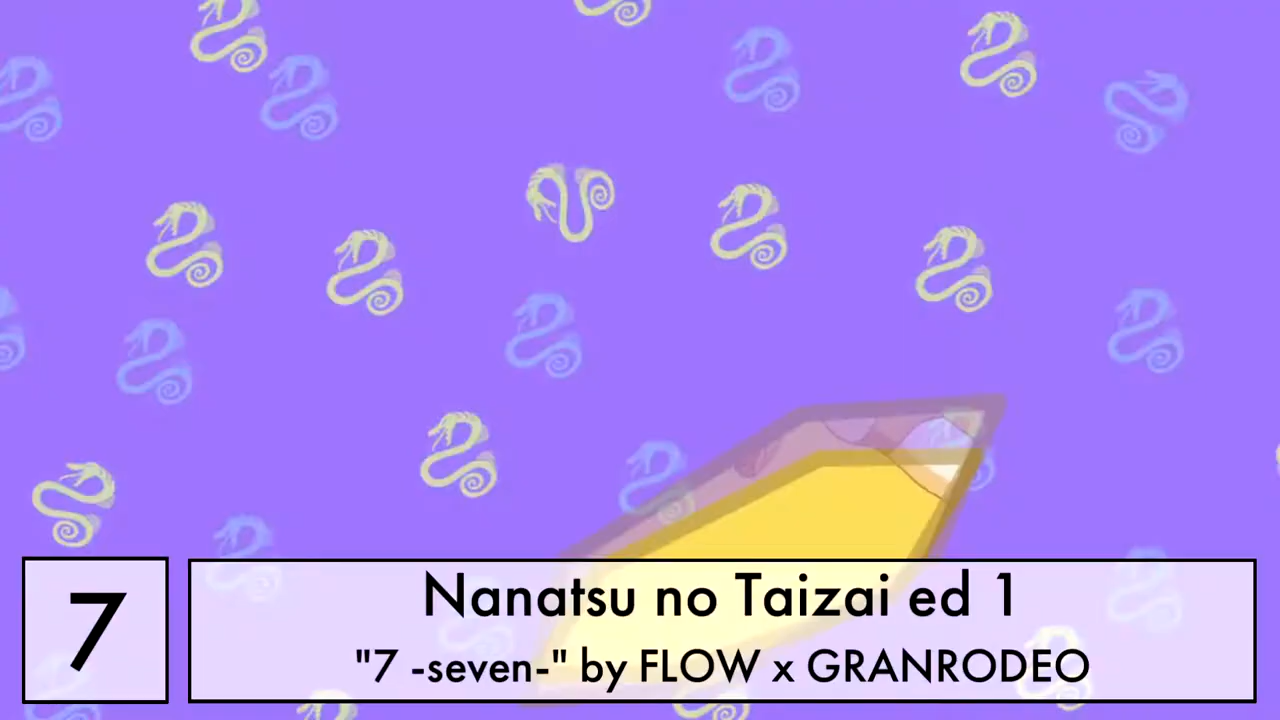 7
Nanatsu no Taizai ed 1
"7 -seven-" by FLOW x GRANRODEO